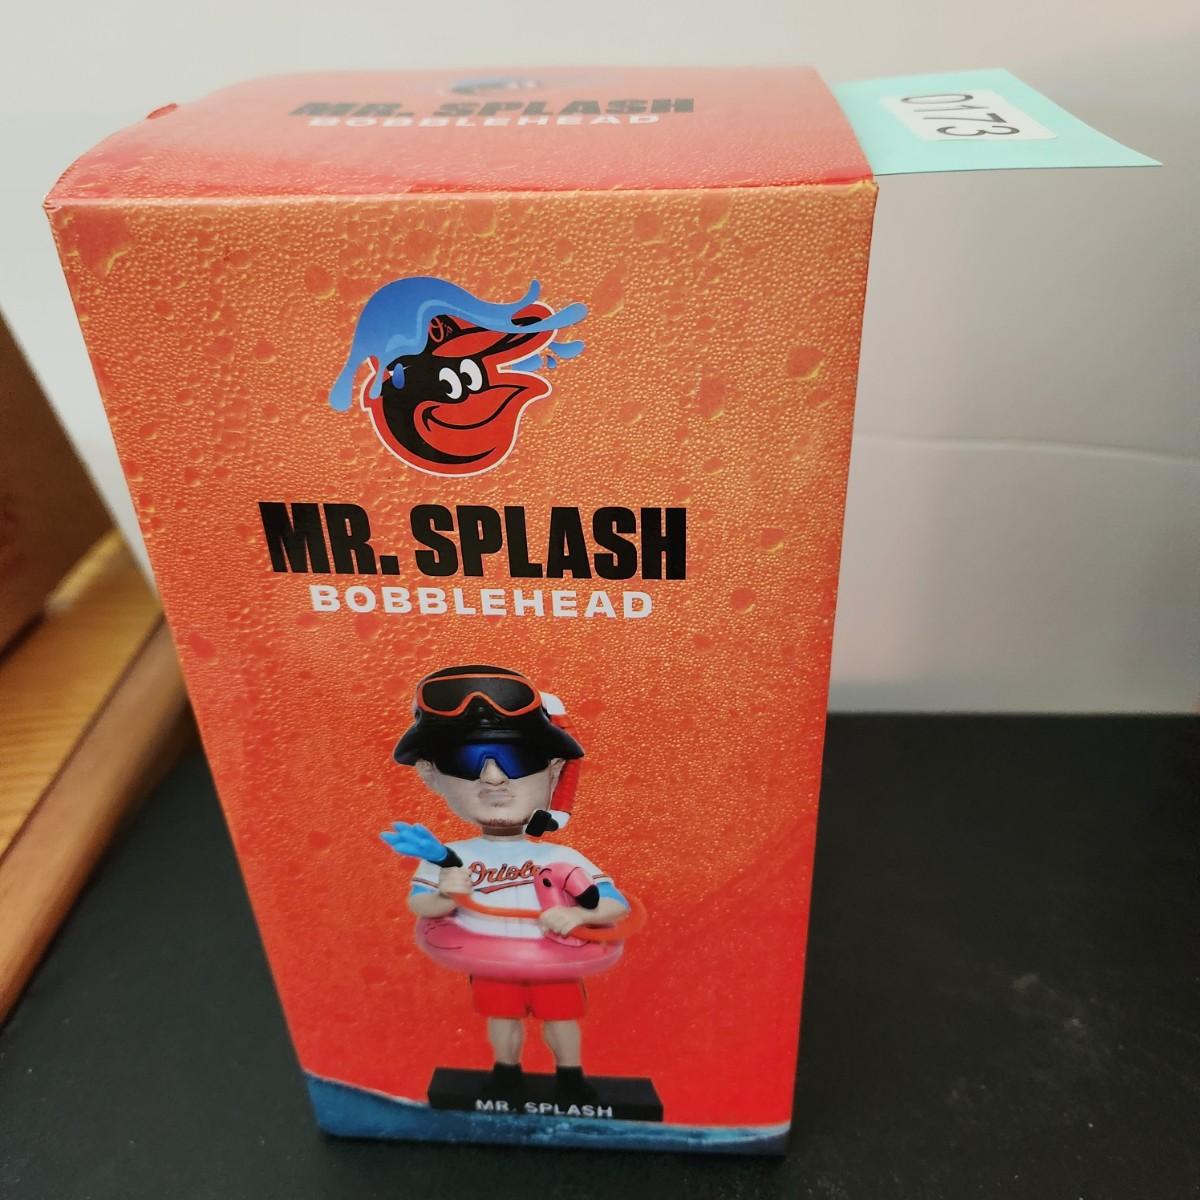 MR. SPLASH
BOBBLEHEAD
0173
O's
MR. SPLASH
BOBBLEHEAD
Orioles
MR. SPLASH